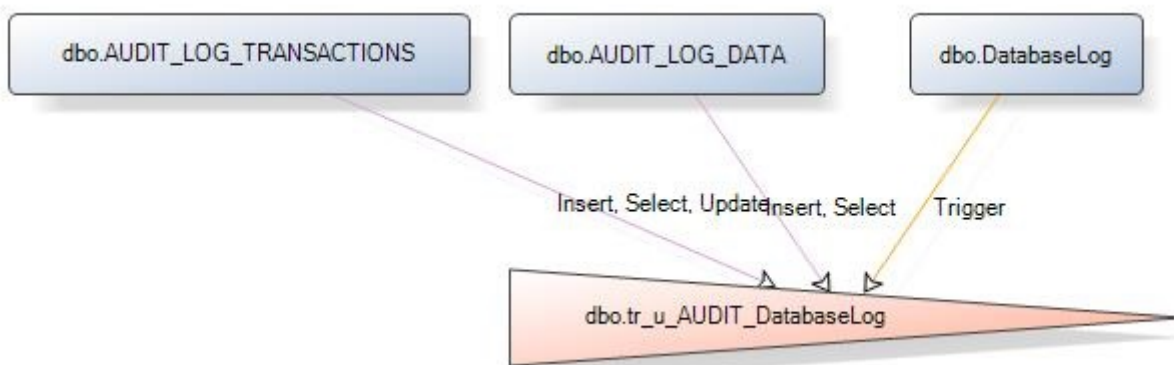 dbo.AUDIT_LOG_TRANSACTIONS
dbo.AUDIT_LOG_DATA
dbo.DatabaseLog
Insert, Select, Update
Insert, Select
Trigger
dbo.tr_u_AUDIT_DatabaseLog